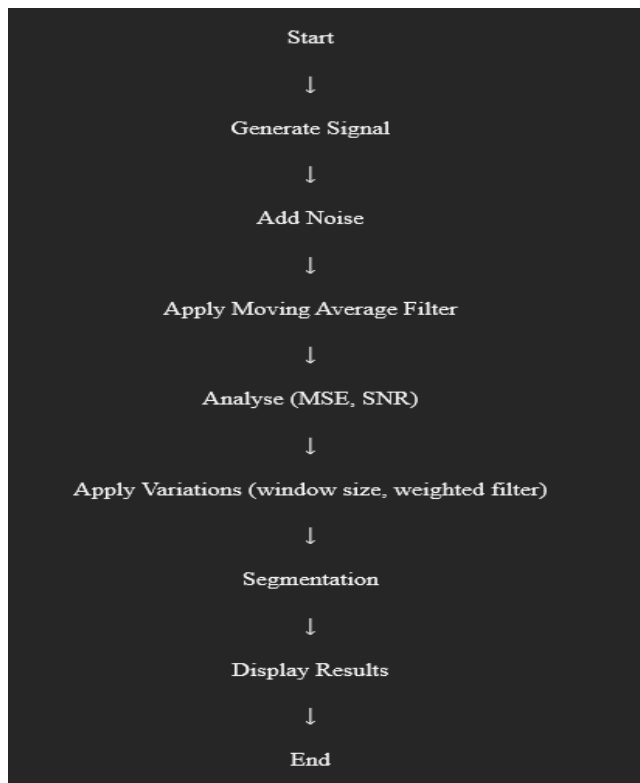 Start
↓
Generate Signal
↓
Add Noise
↓
Apply Moving Average Filter
↓
Analyse (MSE, SNR)
↓
Apply Variations (window size, weighted filter)
↓
Segmentation
↓
Display Results
↓
End